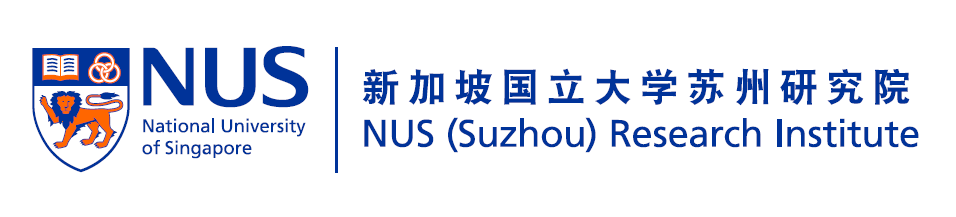 NUS
National University
of Singapore
新加坡国立大学苏州研究院
NUS (Suzhou) Research Institute